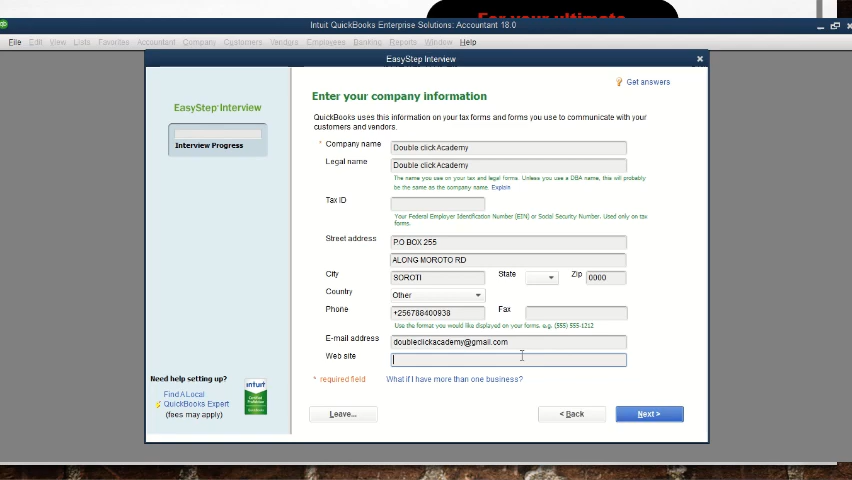 For your ultimate
Intuit QuickBooks Enterprise Solutions: Accountant 18.0
File Edit View Lists Favorites Accountant Company Customers Vendors Employees Banking Reports Window Help
EasyStep Interview
Get answers
EasyStep Interview
Interview Progress
Enter your company information
QuickBooks uses this information on your tax forms and forms you use to communicate with your
customers and vendors.
* Company name Double click Academy
Legal name Double click Academy
The name you use on your tax and legal forms. Unless you use a DBA name, this will probably
be the same as the company name. Explain
Tax ID
Your Federal Employer Identification Number (EIN) or Social Security Number. Used only on tax
forms.
Street address P.O BOX 255
ALONG MOROTO RD
City SOROTI State Zip 0000
Country Other
Phone +256788400938 Fax
Use the format you would like displayed on your forms. e.g. (555) 555-1212
E-mail address doubleclickacademy@gmail.com
Web site
* required field What if I have more than one business?
Need help setting up?
Find A Local
QuickBooks Expert
(fees may apply)
intuit
Leave... < Back Next >